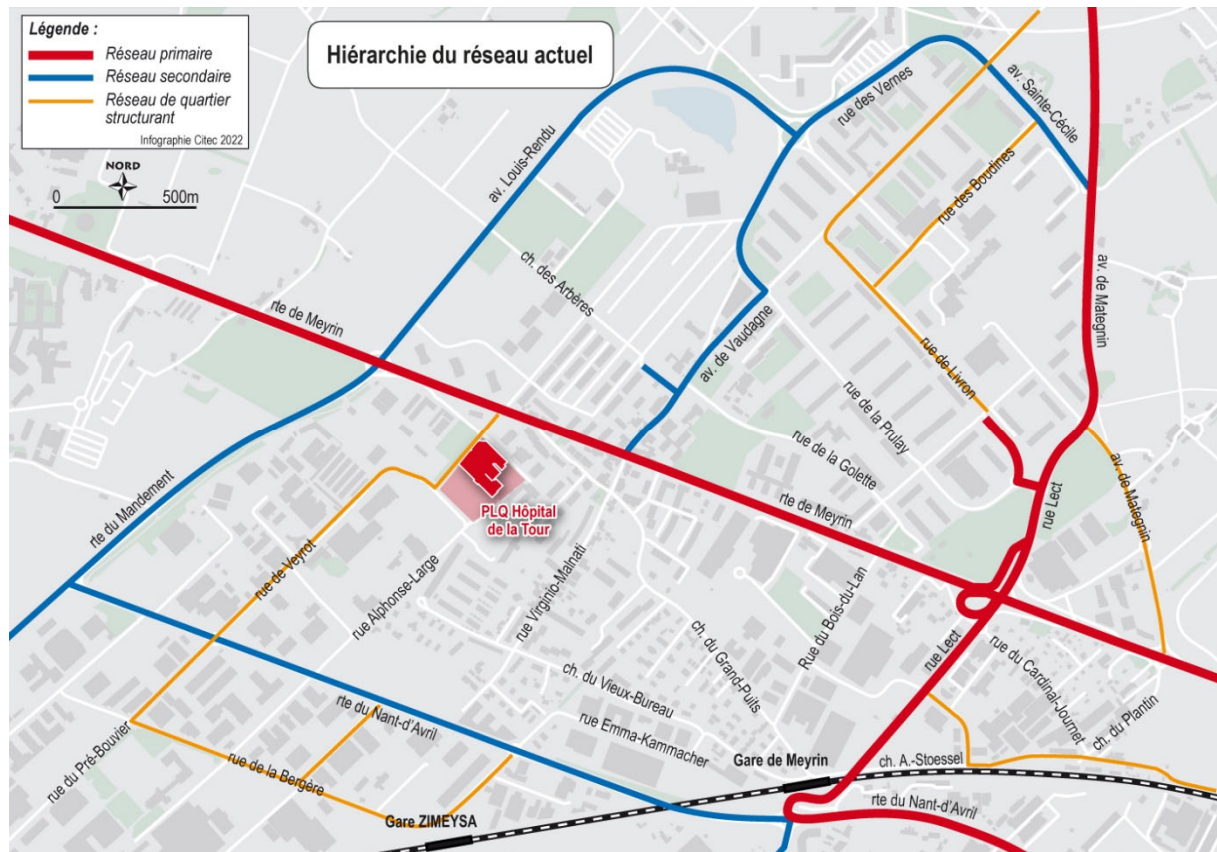 Légende :
Réseau primaire
Réseau secondaire
Réseau de quartier
structurant
Infographie Citec 2022
Hiérarchie du réseau actuel
NORD
0 500m
rue des Vernes
av. Sainte-Cécile
av. Louis-Rendu
rue des Boudines
ch. des Arbères
av. de Mategnin
rte de Meyrin
av. de Vaudagne
rue de Livron
rue de la Prulay
rue de la Golette
rte du Mandement
PLQ Hôpital
de la Tour
rte de Meyrin
rue Lect
av. de Mategnin
rue de Veyrot
rue Alphonse-Large
rue Virginio-Malnati
Rue du Bois-du-Lan
ch. du Grand-Puits
rue Lect
rue du Cardinal-Journet
ch. du Plantin
ch. du Vieux-Bureau
rue Emma-Kammacher
rte du Nant-d'Avril
rue du Pré-Bouvier
rue de la Bergère
Gare de Meyrin
ch. A.-Stoessel
rte du Nant-d'Avril
Gare ZIMEYSA